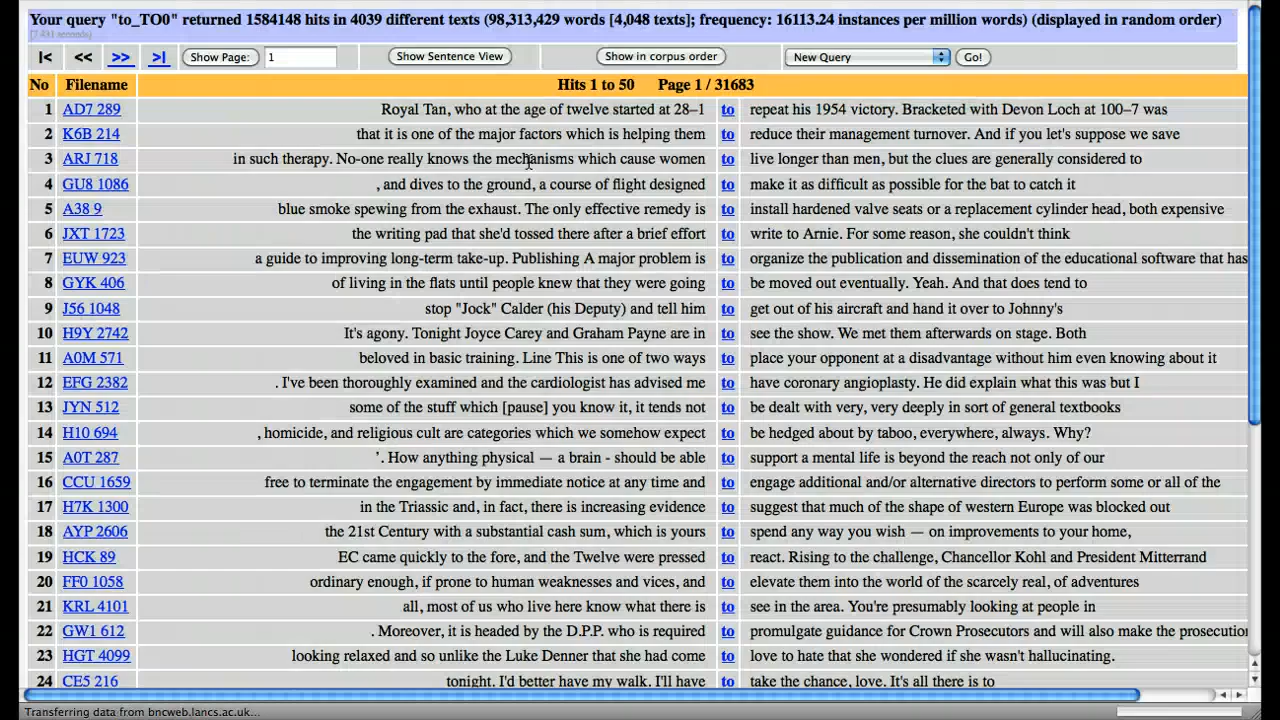 Your query "to_TO0" returned 1584148 hits in 4039 different texts (98,313,429 words [4,048 texts]; frequency: 16113.24 instances per million words) (displayed in random order)
[7.431 seconds]
|< << >> >| Show Page: 1 Show Sentence View Show in corpus order New Query Go!
No Filename Hits 1 to 50 Page 1 / 31683
1 AD7 289 Royal Tan, who at the age of twelve started at 28–1 to repeat his 1954 victory. Bracketed with Devon Loch at 100–7 was
2 K6B 214 that it is one of the major factors which is helping them to reduce their management turnover. And if you let's suppose we save
3 ARJ 718 in such therapy. No-one really knows the mechanisms which cause women to live longer than men, but the clues are generally considered to
4 GU8 1086 , and dives to the ground, a course of flight designed to make it as difficult as possible for the bat to catch it
5 A38 9 blue smoke spewing from the exhaust. The only effective remedy is to install hardened valve seats or a replacement cylinder head, both expensive
6 JXT 1723 the writing pad that she'd tossed there after a brief effort to write to Arnie. For some reason, she couldn't think
7 EUW 923 a guide to improving long-term take-up. Publishing A major problem is to organize the publication and dissemination of the educational software that has
8 GYK 406 of living in the flats until people knew that they were going to be moved out eventually. Yeah. And that does tend to
9 J56 1048 stop "Jock" Calder (his Deputy) and tell him to get out of his aircraft and hand it over to Johnny's
10 H9Y 2742 It's agony. Tonight Joyce Carey and Graham Payne are in to see the show. We met them afterwards on stage. Both
11 A0M 571 beloved in basic training. Line This is one of two ways to place your opponent at a disadvantage without him even knowing about it
12 EFG 2382 . I've been thoroughly examined and the cardiologist has advised me to have coronary angioplasty. He did explain what this was but I
13 JYN 512 some of the stuff which [pause] you know it, it tends not to be dealt with very, very deeply in sort of general textbooks
14 H10 694 , homicide, and religious cult are categories which we somehow expect to be hedged about by taboo, everywhere, always. Why?
15 A0T 287 '. How anything physical — a brain - should be able to support a mental life is beyond the reach not only of our
16 CCU 1659 free to terminate the engagement by immediate notice at any time and to engage additional and/or alternative directors to perform some or all of the
17 H7K 1300 in the Triassic and, in fact, there is increasing evidence to suggest that much of the shape of western Europe was blocked out
18 AYP 2606 the 21st Century with a substantial cash sum, which is yours to spend any way you wish — on improvements to your home,
19 HCK 89 EC came quickly to the fore, and the Twelve were pressed to react. Rising to the challenge, Chancellor Kohl and President Mitterrand
20 FF0 1058 ordinary enough, if prone to human weaknesses and vices, and to elevate them into the world of the scarcely real, of adventures
21 KRL 4101 all, most of us who live here know what there is to see in the area. You're presumably looking at people in
22 GW1 612 . Moreover, it is headed by the D.P.P. who is required to promulgate guidance for Crown Prosecutors and will also make the prosecution
23 HGT 4099 looking relaxed and so unlike the Luke Denner that she had come to love to hate that she wondered if she wasn't hallucinating.
24 CE5 216 tonight. I'd better have my walk. I'll have to take the chance, love. It's all there is to
Transferring data from bncweb.lancs.ac.uk...